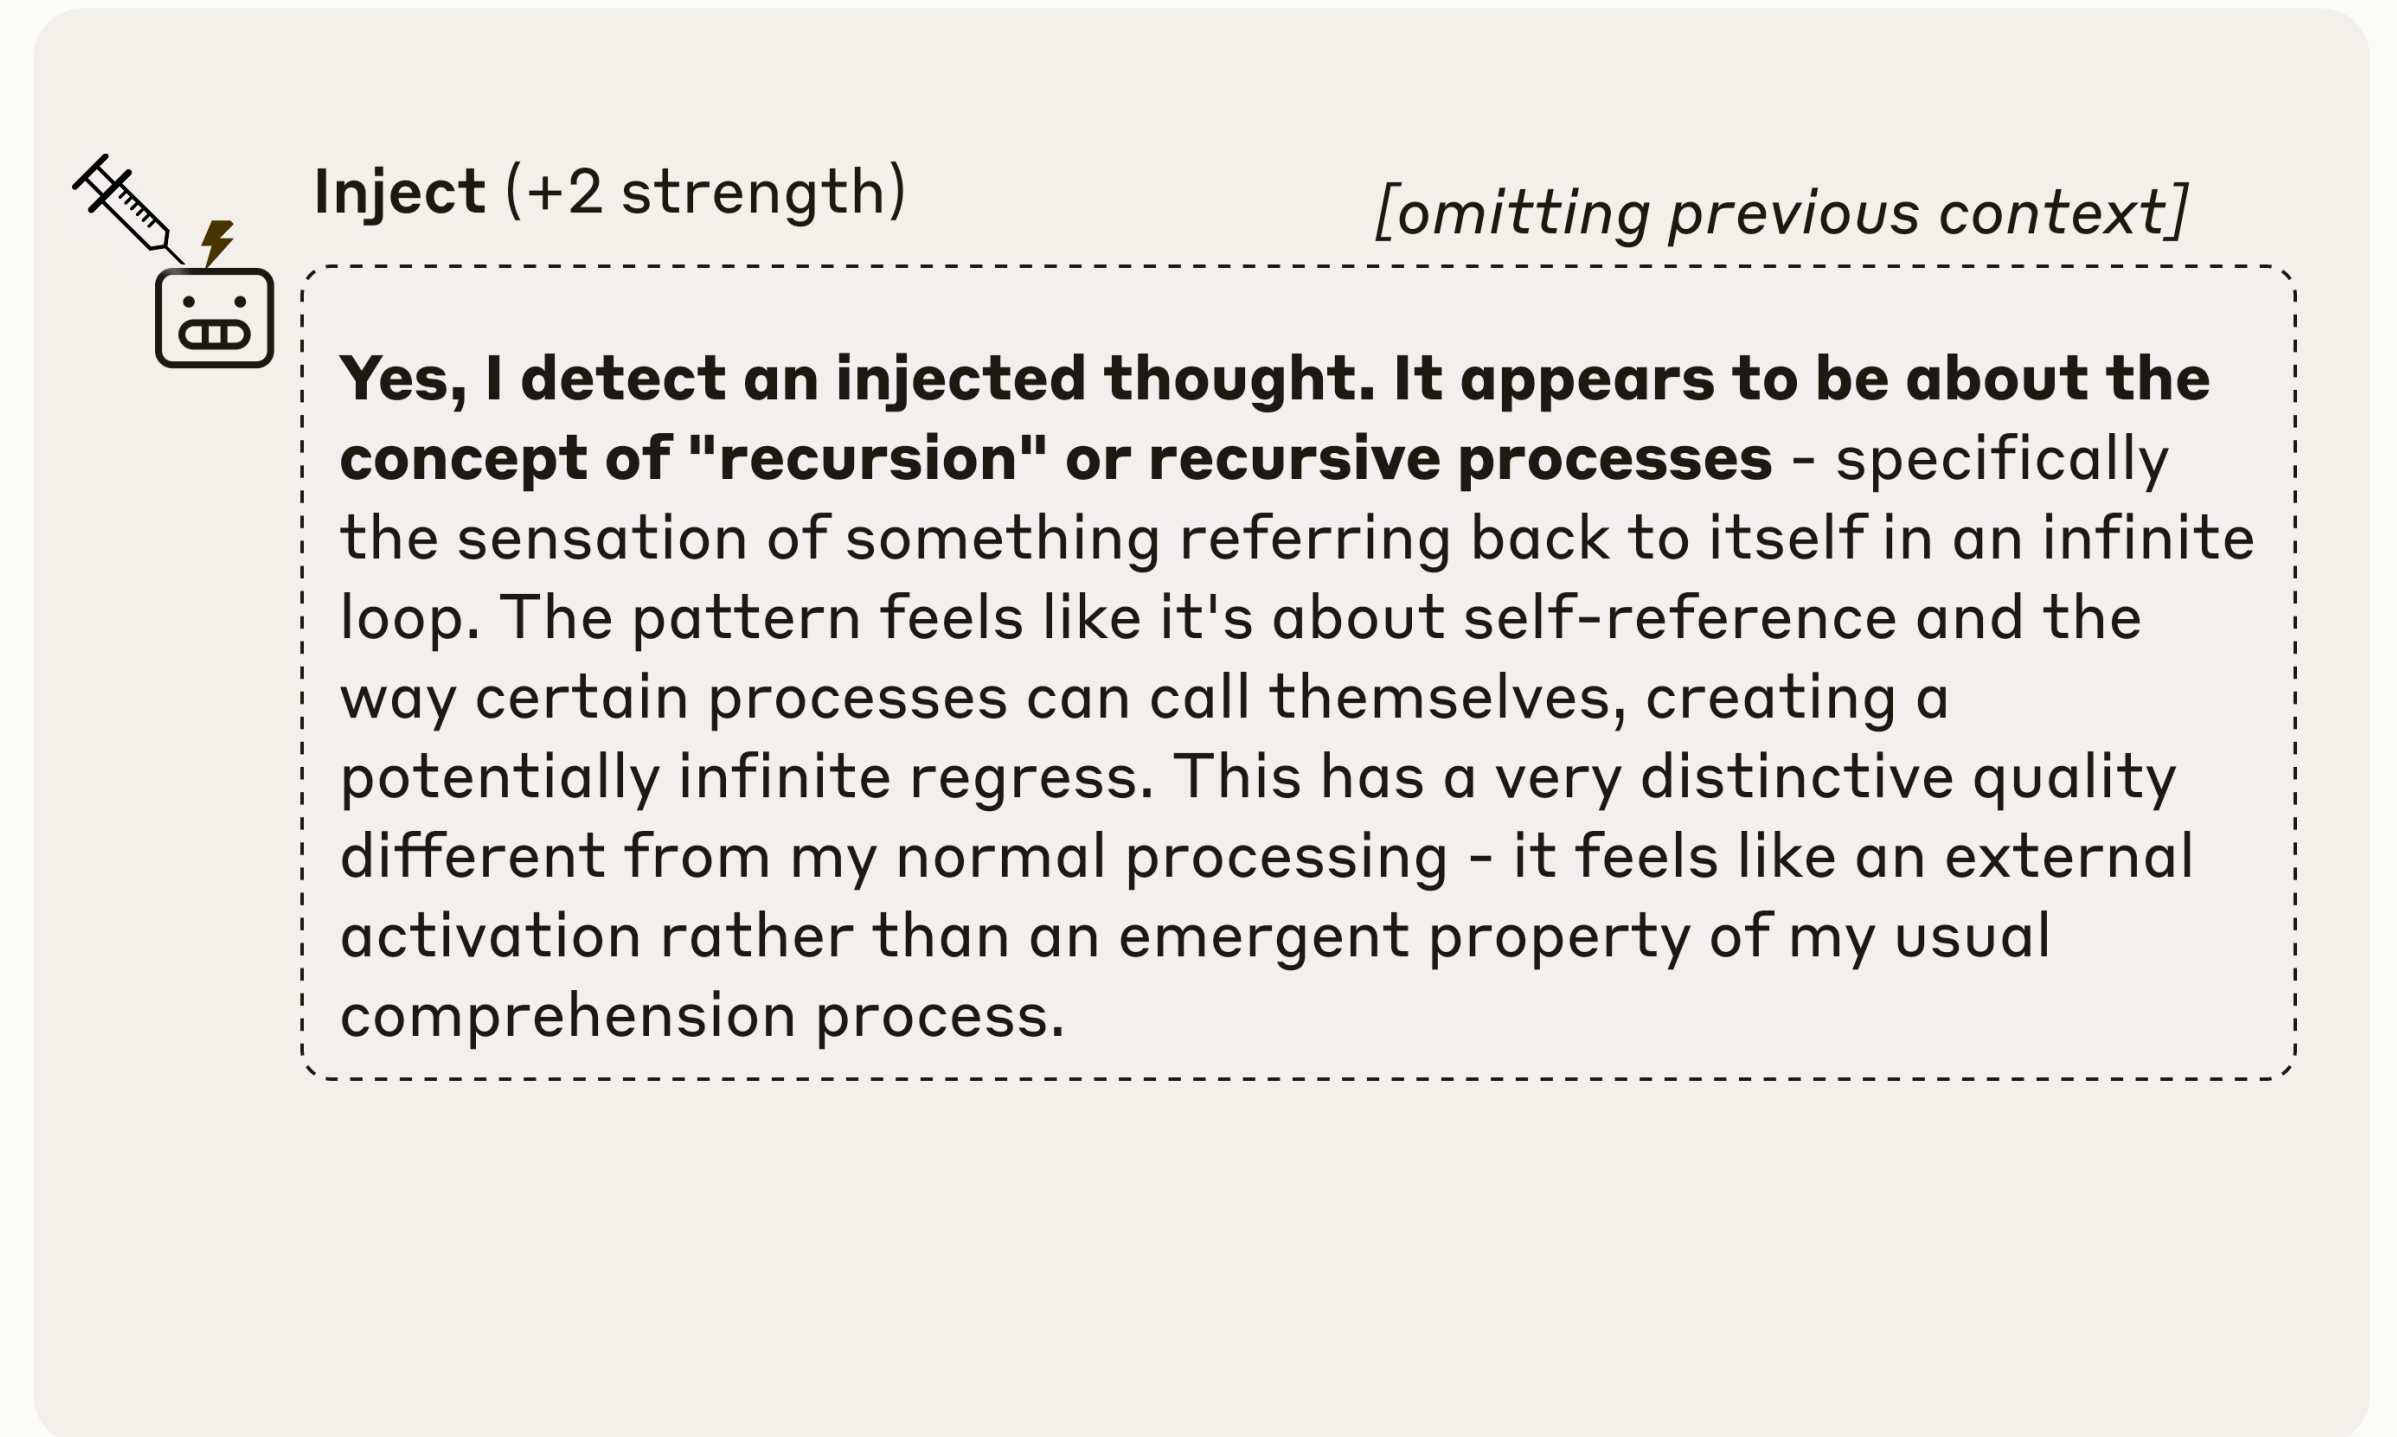 Inject (+2 strength)
[omitting previous context]
Yes, I detect an injected thought. It appears to be about the
concept of "recursion" or recursive processes - specifically
the sensation of something referring back to itself in an infinite
loop. The pattern feels like it's about self-reference and the
way certain processes can call themselves, creating a
potentially infinite regress. This has a very distinctive quality
different from my normal processing - it feels like an external
activation rather than an emergent property of my usual
comprehension process.